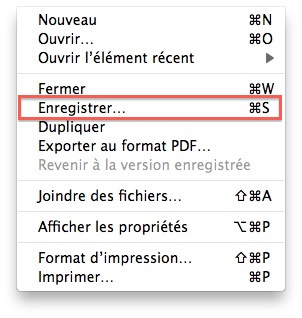 Nouveau ⌘N
Ouvrir... ⌘O
Ouvrir l'élément récent ▶
Fermer ⌘W
Enregistrer... ⌘S
Dupliquer
Exporter au format PDF...
Revenir à la version enregistrée
Joindre des fichiers... ⇧⌘A
Afficher les propriétés ⌥⌘P
Format d'impression... ⇧⌘P
Imprimer... ⌘P